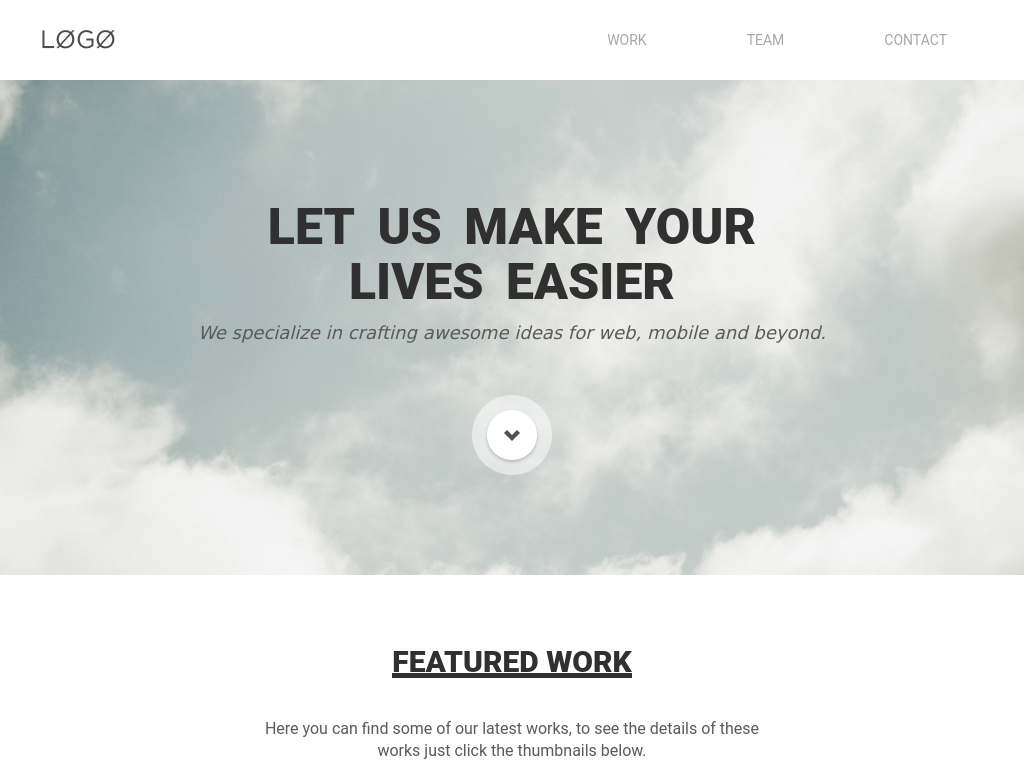 LØGØ
WORK TEAM CONTACT
LET US MAKE YOUR
LIVES EASIER
We specialize in crafting awesome ideas for web, mobile and beyond.
FEATURED WORK
Here you can find some of our latest works, to see the details of these
works just click the thumbnails below.